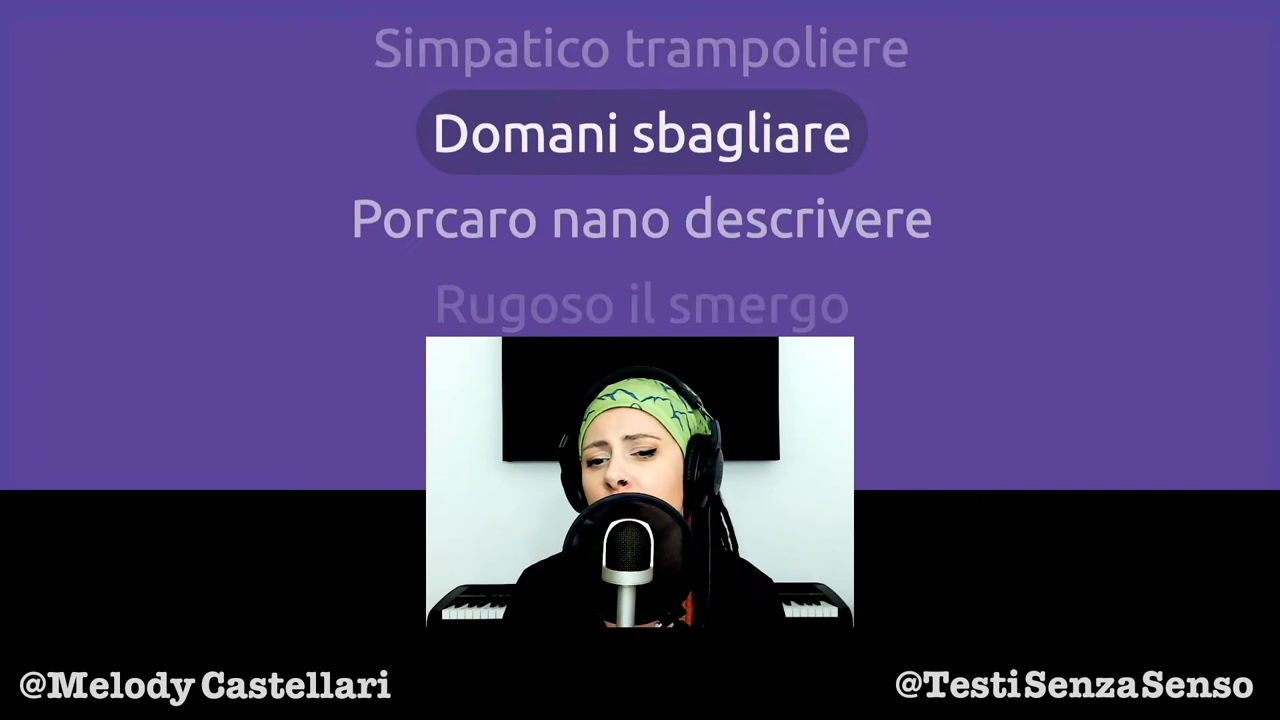 Simpatico trampoliere
Domani sbagliare
Porcaro nano descrivere
Rugoso il smergo
@Melody Castellari
@TestiSenzaSenso